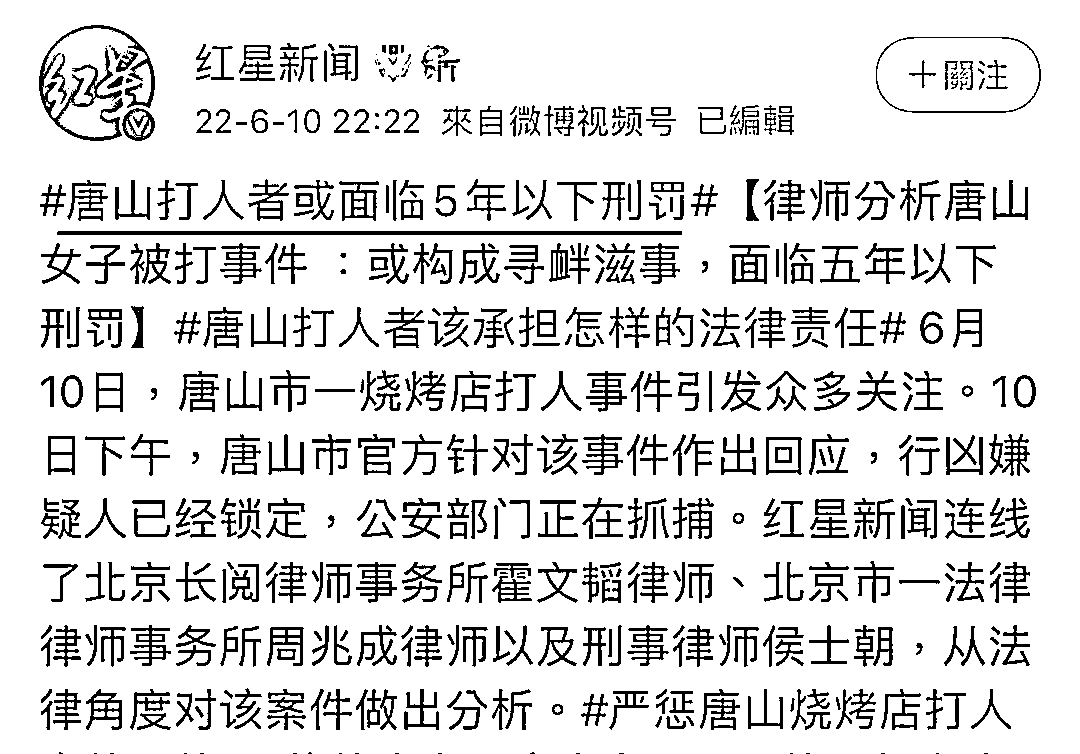 红星
红星新闻
22-6-10 22:22 來自微博视频号 已編輯
＋關注
#唐山打人者或面临5年以下刑罚#【律师分析唐山
女子被打事件 ：或构成寻衅滋事，面临五年以下
刑罚】#唐山打人者该承担怎样的法律责任# 6月
10日，唐山市一烧烤店打人事件引发众多关注。10
日下午，唐山市官方针对该事件作出回应，行凶嫌
疑人已经锁定，公安部门正在抓捕。红星新闻连线
了北京长阅律师事务所霍文韬律师、北京市一法律
律师事务所周兆成律师以及刑事律师侯士朝，从法
律角度对该案件做出分析。#严惩唐山烧烤店打人